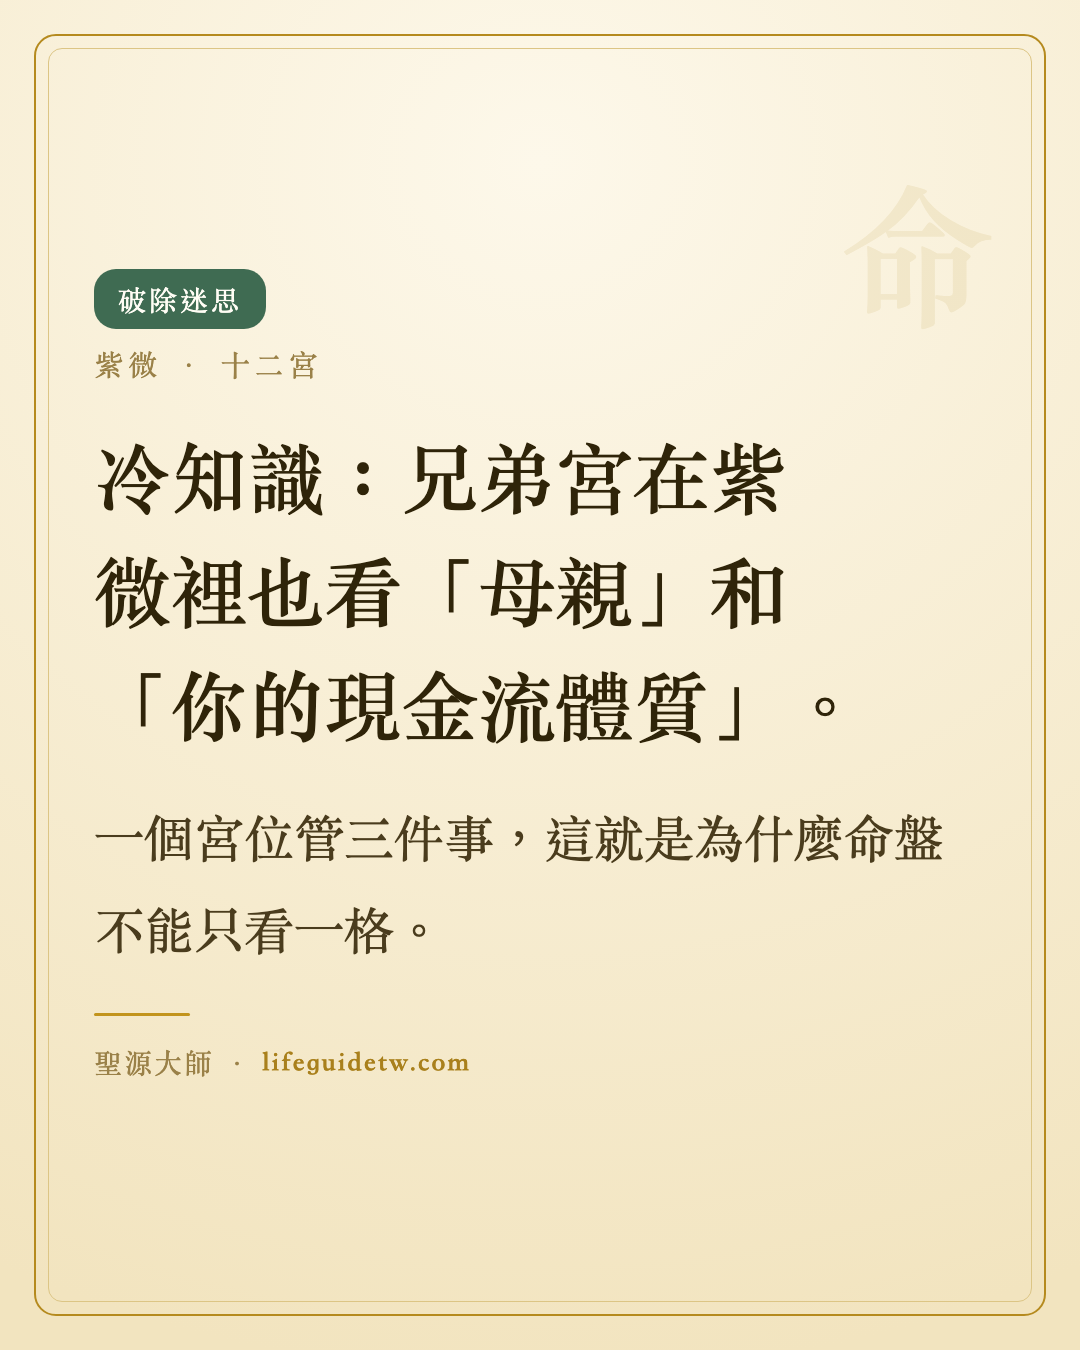 命
破除迷思
紫微 · 十二宮
冷知識：兄弟宮在紫
微裡也看「母親」和
「你的現金流體質」。
一個宮位管三件事，這就是為什麼命盤
不能只看一格。
聖源大師 · lifeguidetw.com